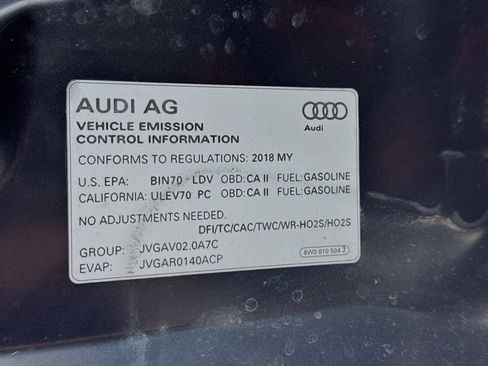 AUDI AG
Audi
VEHICLE EMISSION
CONTROL INFORMATION
CONFORMS TO REGULATIONS: 2018 MY
U.S. EPA: BIN70 - LDV OBD: CA II FUEL: GASOLINE
CALIFORNIA: ULEV70 PC OBD: CA II FUEL: GASOLINE
NO ADJUSTMENTS NEEDED.
DFI/TC/CAC/TWC/WR-HO2S/HO2S
GROUP: JVGAV02.0A7C
EVAP: JVGAR0140ACP
8W0 010 504 J